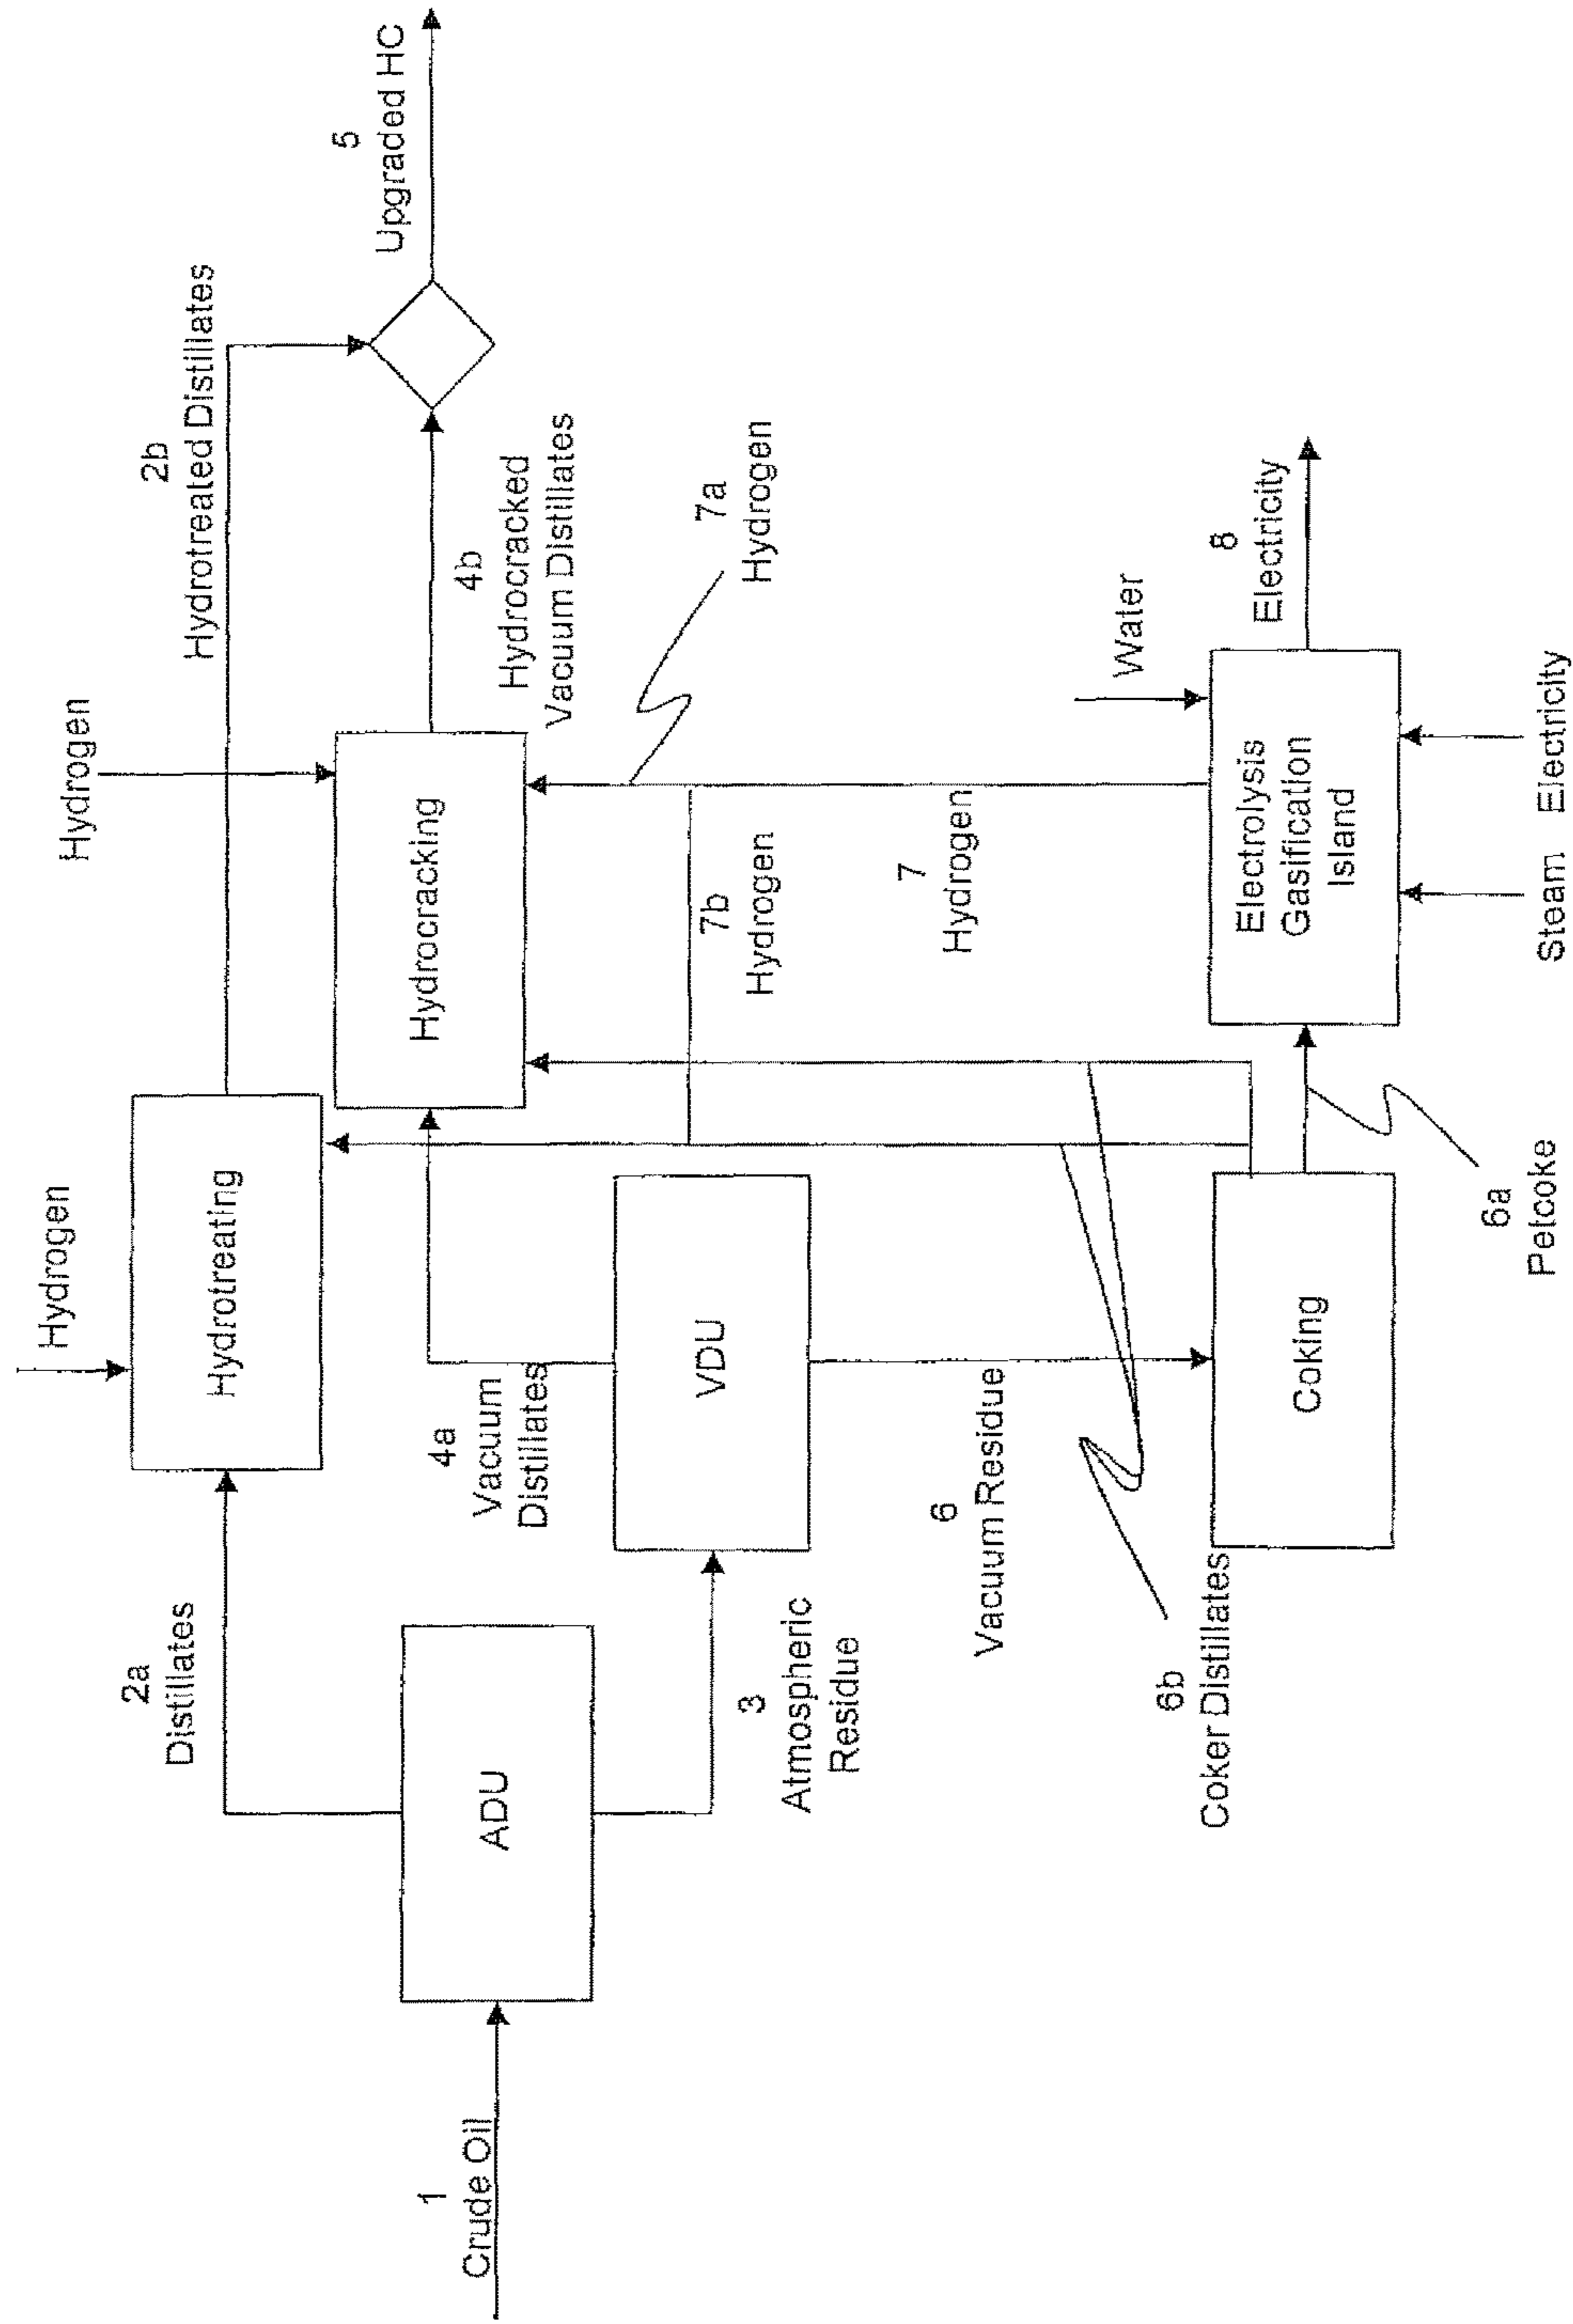 Hydrogen
Hydrogen
2b
Hydrotreated Distillates
5
Upgraded HC
2a
Distillates
Hydrotreating
Hydrocracking
4b
Hydrocracked
Vacuum Distillates
1
Crude Oil
ADU
4a
Vacuum
Distillates
VDU
7b
Hydrogen
7a
Hydrogen
3
Atmospheric
Residue
6
Vacuum Residue
7
Hydrogen
Water
8
Electricity
6b
Coker Distillates
Coking
Electrolysis
Gasification
Island
6a
Petcoke
Steam
Electricity